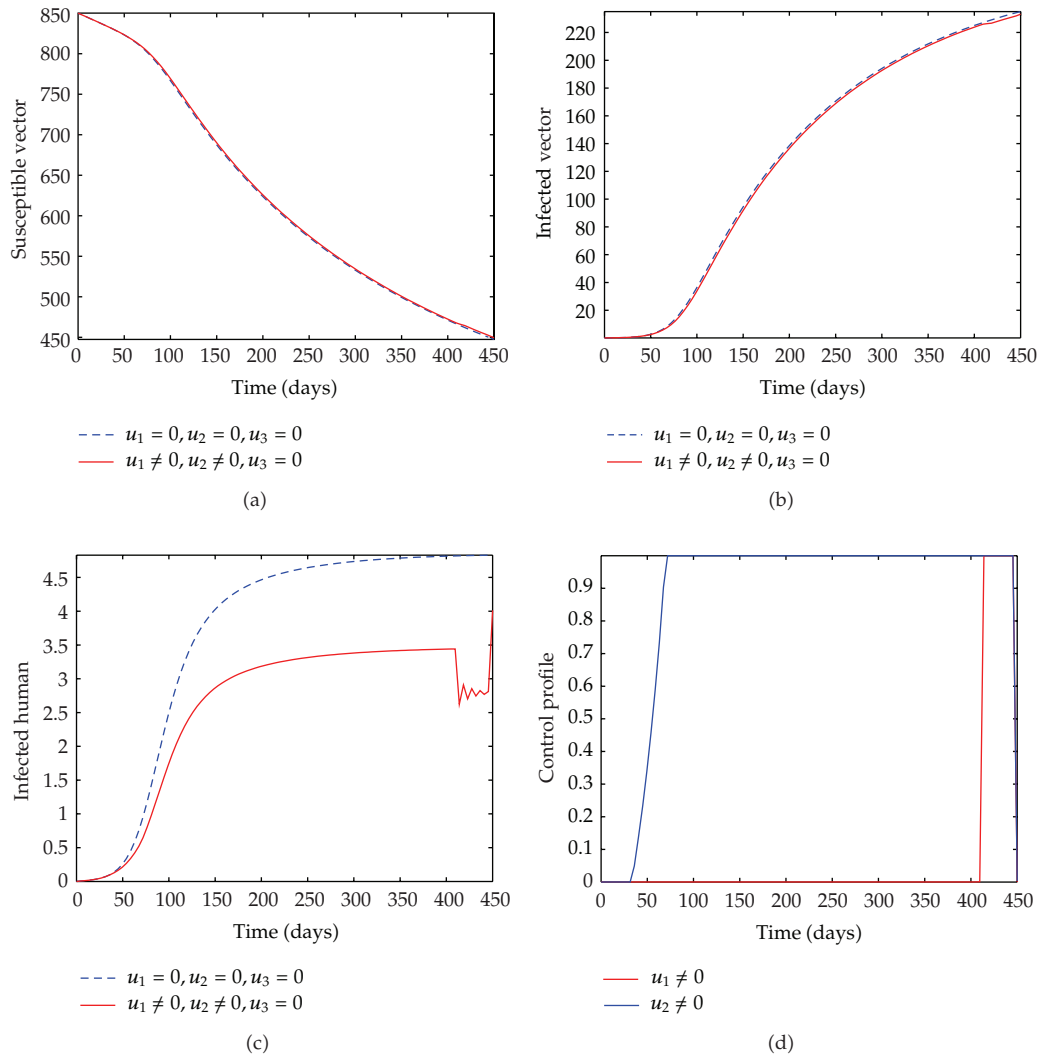 850
800
750
700
650
600
550
500
450
Susceptible vector
0 50 100 150 200 250 300 350 400 450
Time (days)
u₁ = 0, u₂ = 0, u₃ = 0
u₁ ≠ 0, u₂ ≠ 0, u₃ = 0
(a)
220
200
180
160
140
120
100
80
60
40
20
Infected vector
0 50 100 150 200 250 300 350 400 450
Time (days)
u₁ = 0, u₂ = 0, u₃ = 0
u₁ ≠ 0, u₂ ≠ 0, u₃ = 0
(b)
4.5
4
3.5
3
2.5
2
1.5
1
0.5
0
Infected human
0 50 100 150 200 250 300 350 400 450
Time (days)
u₁ = 0, u₂ = 0, u₃ = 0
u₁ ≠ 0, u₂ ≠ 0, u₃ = 0
(c)
0.9
0.8
0.7
0.6
0.5
0.4
0.3
0.2
0.1
0
Control profile
0 50 100 150 200 250 300 350 400 450
Time (days)
u₁ ≠ 0
u₂ ≠ 0
(d)